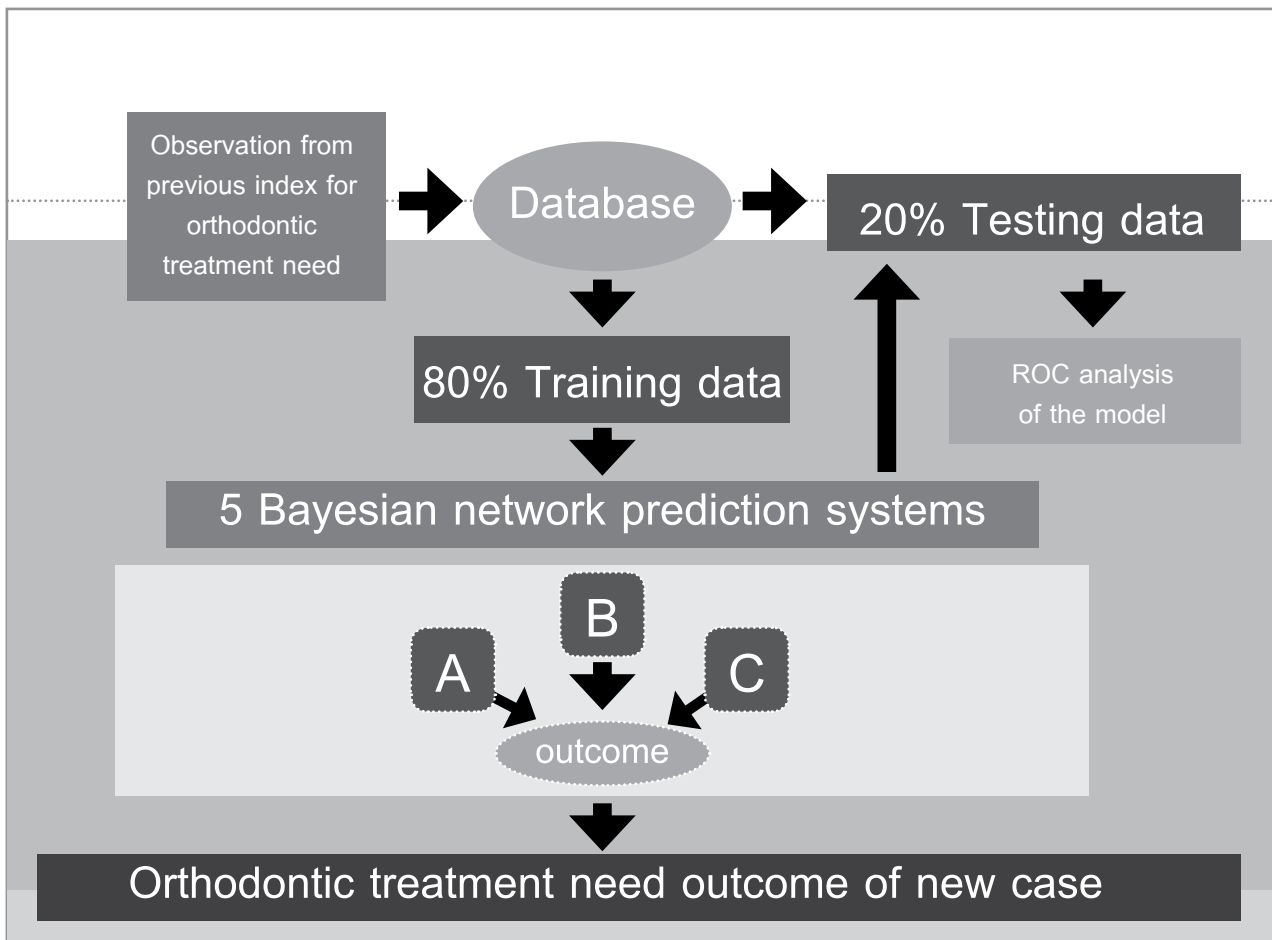 Observation from
previous index for
orthodontic
treatment need
Database
20% Testing data
80% Training data
ROC analysis
of the model
5 Bayesian network prediction systems
A
B
C
outcome
Orthodontic treatment need outcome of new case